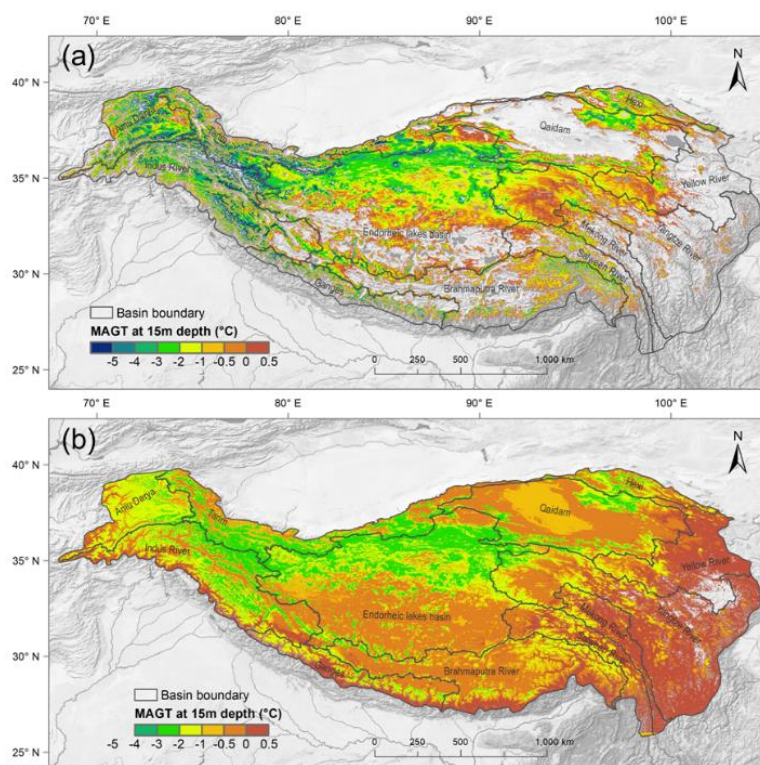 70° E 80° E 90° E 100° E
(a)
N
40° N
35° N
30° N
25° N
Amu Darya
Indus River
Hexi
Qaidam
Yellow River
Endorheic lakes basin
Mekong River
Yangtze River
Salween River
Brahmaputra River
Ganges
Basin boundary
MAGT at 15m depth (°C)
-5 -4 -3 -2 -1 -0.5 0 0.5
0 250 500 1,000 km
70° E 80° E 90° E 100° E
(b)
N
40° N
35° N
30° N
25° N
Amu Darya
Tarim
Indus River
Hexi
Qaidam
Yellow River
Endorheic lakes basin
Mekong River
Brahmaputra River
Basin boundary
MAGT at 15m depth (°C)
-5 -4 -3 -2 -1 -0.5 0 0.5
0 250 500 1,000 km